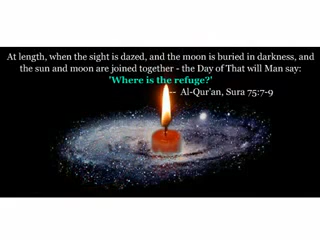 At length, when the sight is dazed, and the moon is buried in darkness, and
the sun and moon are joined together - the Day of That will Man say:
'Where is the refuge?'
-- Al-Qur'an, Sura 75:7-9